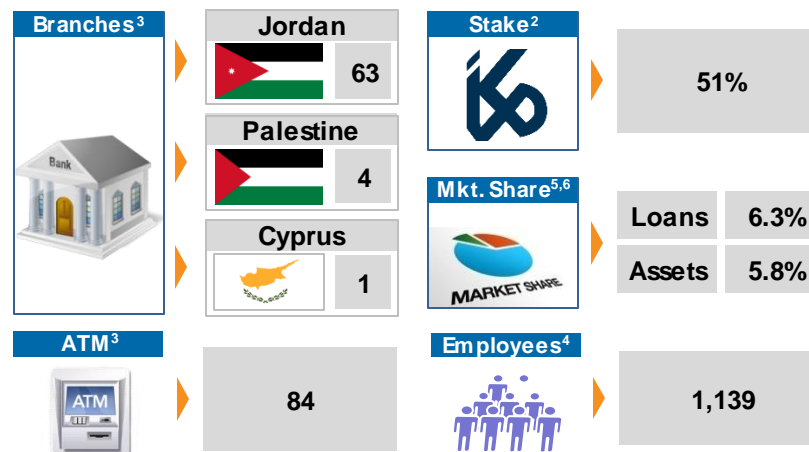 Branches³
Jordan
63
Palestine
4
Cyprus
1
Bank
Stake²
51%
Mkt. Share⁵,⁶
MARKET SHARE
Loans 6.3%
Assets 5.8%
ATM³
ATM
84
Employees⁴
1,139